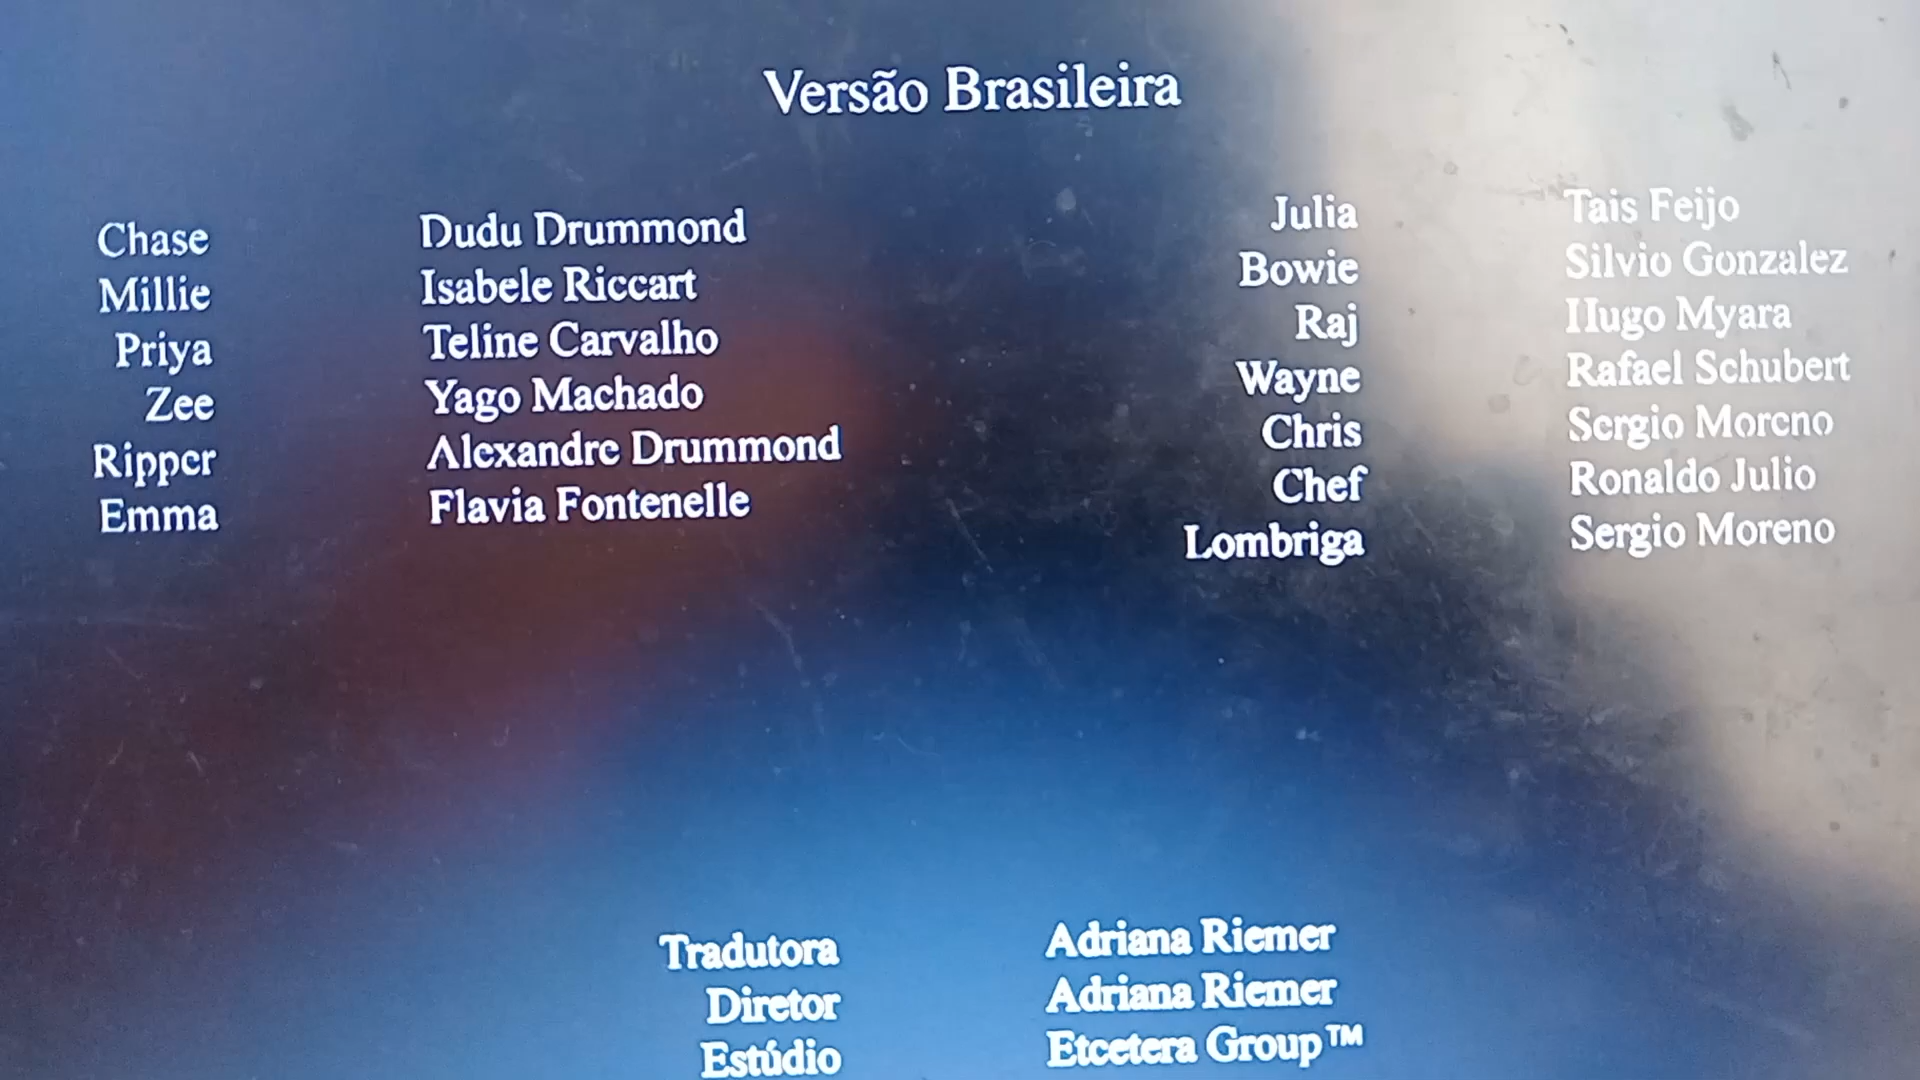 Versão Brasileira
Chase Dudu Drummond
Millie Isabele Riccart
Priya Teline Carvalho
Zee Yago Machado
Ripper Alexandre Drummond
Emma Flavia Fontenelle
Julia Tais Feijo
Bowie Silvio Gonzalez
Raj Hugo Myara
Wayne Rafael Schubert
Chris Sergio Moreno
Chef Ronaldo Julio
Lombriga Sergio Moreno
Tradutora Adriana Riemer
Diretor Adriana Riemer
Estúdio Etcetera Group™